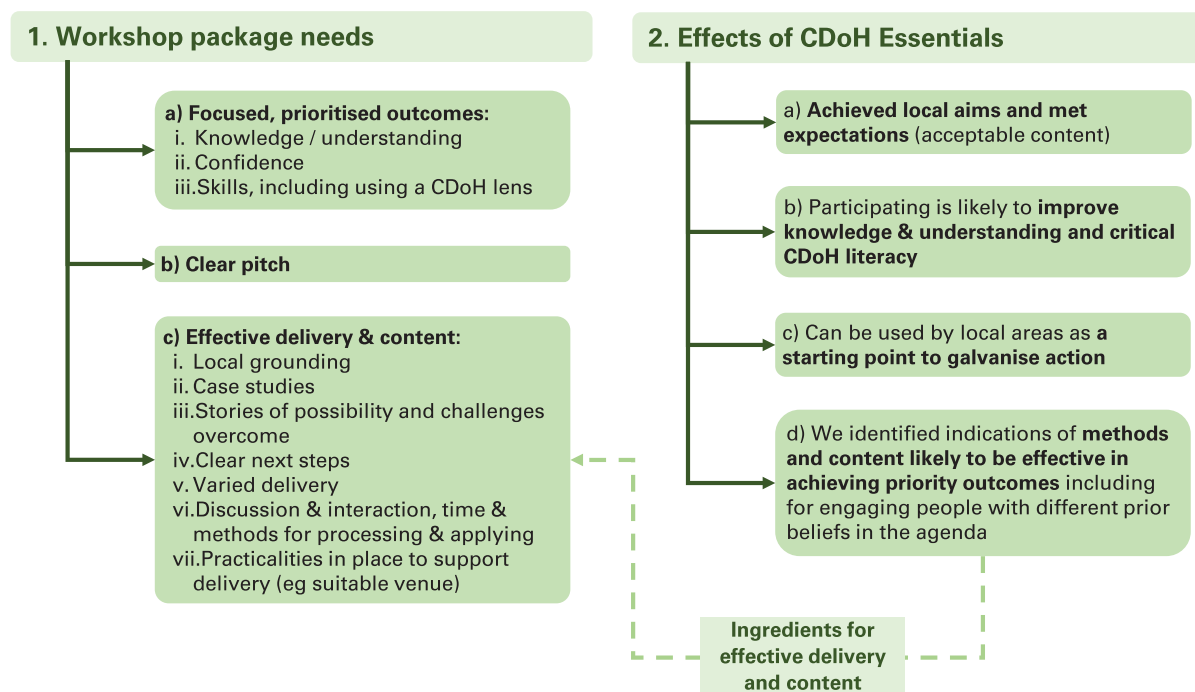 1. Workshop package needs
a) Focused, prioritised outcomes:
i. Knowledge / understanding
ii. Confidence
iii.Skills, including using a CDoH lens
b) Clear pitch
c) Effective delivery & content:
i. Local grounding
ii. Case studies
iii.Stories of possibility and challenges
overcome
iv.Clear next steps
v. Varied delivery
vi.Discussion & interaction, time &
methods for processing & applying
vii.Practicalities in place to support
delivery (eg suitable venue)
2. Effects of CDoH Essentials
a) Achieved local aims and met
expectations (acceptable content)
b) Participating is likely to improve
knowledge & understanding and critical
CDoH literacy
c) Can be used by local areas as a
starting point to galvanise action
d) We identified indications of methods
and content likely to be effective in
achieving priority outcomes including
for engaging people with different prior
beliefs in the agenda
Ingredients for
effective delivery
and content